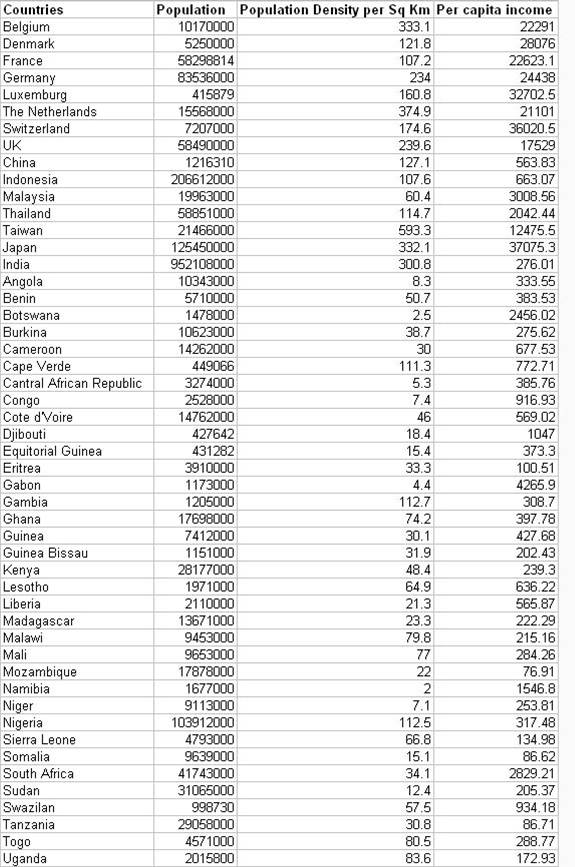 Countries Population Population Density per Sq Km Per capita income
Belgium 10170000 333.1 22291
Denmark 5250000 121.8 28076
France 58298814 107.2 22623.1
Germany 83536000 234 24438
Luxemburg 415879 160.8 32702.5
The Netherlands 15568000 374.9 21101
Switzerland 7207000 174.6 36020.5
UK 58490000 239.6 17529
China 1216310 127.1 563.83
Indonesia 206612000 107.6 663.07
Malaysia 19963000 60.4 3008.56
Thailand 58851000 114.7 2042.44
Taiwan 21466000 593.3 12475.5
Japan 125450000 332.1 37075.3
India 952108000 300.8 276.01
Angola 10343000 8.3 333.55
Benin 5710000 50.7 383.53
Botswana 1478000 2.5 2456.02
Burkina 10623000 38.7 275.62
Cameroon 14262000 30 677.53
Cape Verde 449066 111.3 772.71
Cantral African Republic 3274000 5.3 385.76
Congo 2528000 7.4 916.93
Cote d'Voire 14762000 46 569.02
Djibouti 427642 18.4 1047
Equitorial Guinea 431282 15.4 373.3
Eritrea 3910000 33.3 100.51
Gabon 1173000 4.4 4265.9
Gambia 1205000 112.7 308.7
Ghana 17698000 74.2 397.78
Guinea 7412000 30.1 427.68
Guinea Bissau 1151000 31.9 202.43
Kenya 28177000 48.4 239.3
Lesotho 1971000 64.9 636.22
Liberia 2110000 21.3 565.87
Madagascar 13671000 23.3 222.29
Malawi 9453000 79.8 215.16
Mali 9653000 77 284.26
Mozambique 17878000 22 76.91
Namibia 1677000 2 1546.8
Niger 9113000 7.1 253.81
Nigeria 103912000 112.5 317.48
Sierra Leone 4793000 66.8 134.98
Somalia 9639000 15.1 86.62
South Africa 41743000 34.1 2829.21
Sudan 31065000 12.4 205.37
Swazilan 998730 57.5 934.18
Tanzania 29058000 30.8 86.71
Togo 4571000 80.5 288.77
Uganda 2015800 83.6 172.93